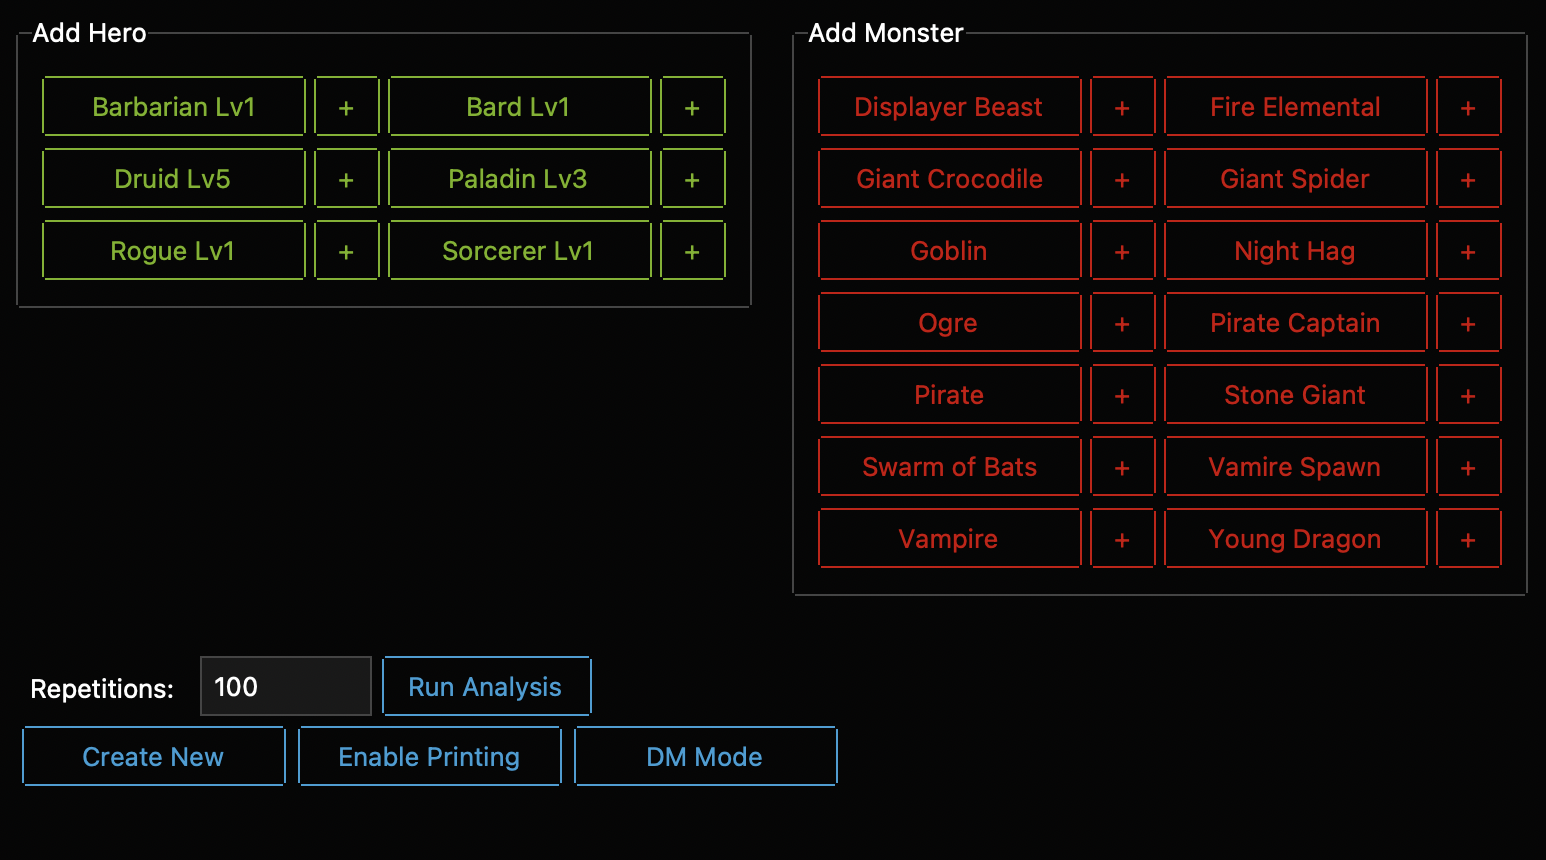 Add Hero
Barbarian Lv1 + Bard Lv1 +
Druid Lv5 + Paladin Lv3 +
Rogue Lv1 + Sorcerer Lv1 +
Add Monster
Displayer Beast + Fire Elemental +
Giant Crocodile + Giant Spider +
Goblin + Night Hag +
Ogre + Pirate Captain +
Pirate + Stone Giant +
Swarm of Bats + Vamire Spawn +
Vampire + Young Dragon +
Repetitions: 100 Run Analysis
Create New Enable Printing DM Mode